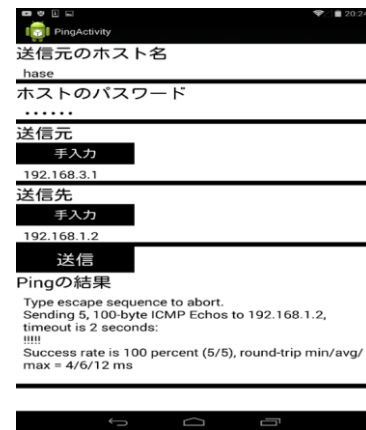 20:24
PingActivity
送信元のホスト名
hase
ホストのパスワード
••••••
送信元
手入力
192.168.3.1
送信先
手入力
192.168.1.2
送信
Pingの結果
Type escape sequence to abort.
Sending 5, 100-byte ICMP Echos to 192.168.1.2,
timeout is 2 seconds:
!!!!!
Success rate is 100 percent (5/5), round-trip min/avg/
max = 4/6/12 ms